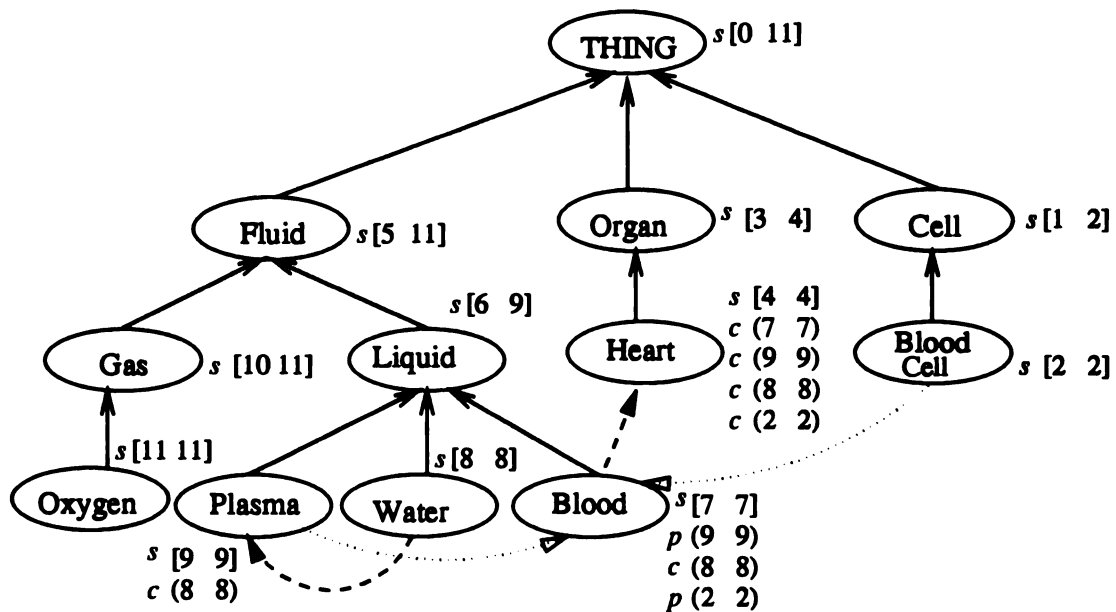 THING s [0 11]
Fluid s [5 11]
Organ s [3 4]
Cell s [1 2]
Gas s [10 11]
Liquid s [6 9]
Heart s [4 4]
c (7 7)
c (9 9)
c (8 8)
c (2 2)
Blood
Cell s [2 2]
Oxygen s [11 11]
Plasma
s [9 9]
c (8 8)
Water s [8 8]
Blood s [7 7]
p (9 9)
c (8 8)
p (2 2)